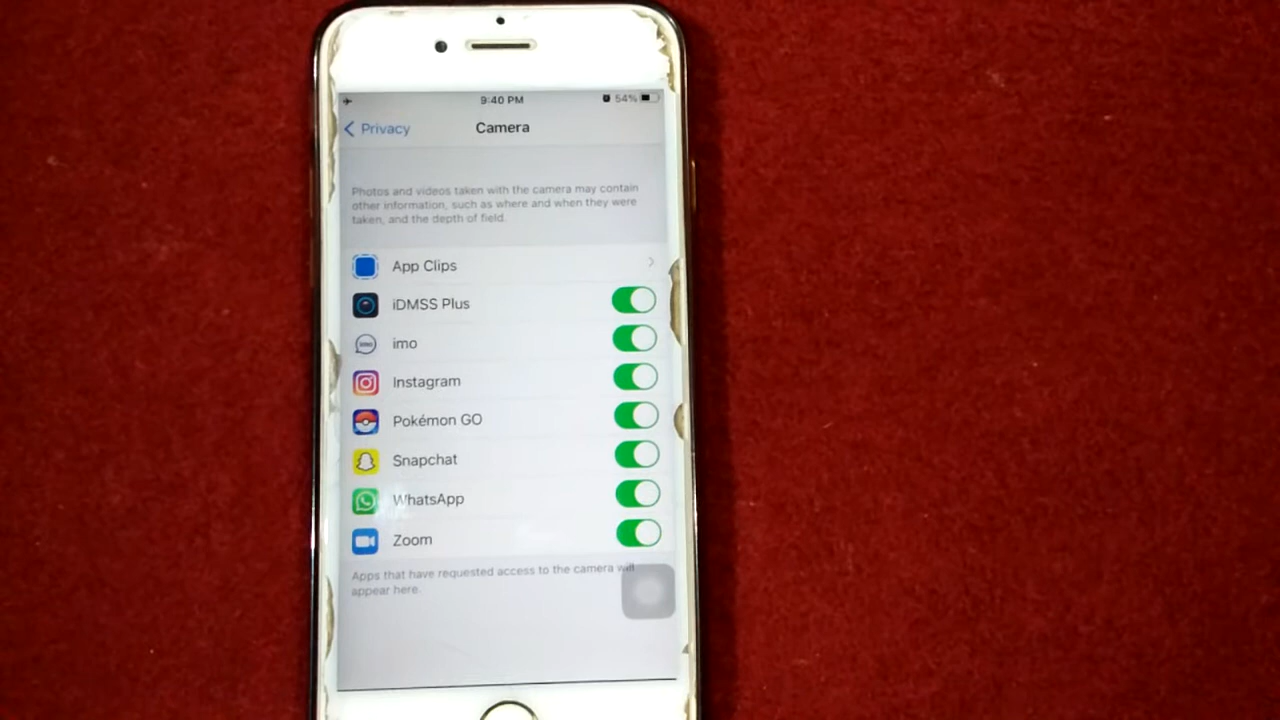 9:40 PM
54%
Privacy
Camera
Photos and videos taken with the camera may contain
other information, such as where and when they were
taken, and the depth of field.
App Clips
iDMSS Plus
imo
Instagram
Pokémon GO
Snapchat
WhatsApp
Zoom
Apps that have requested access to the camera will
appear here.